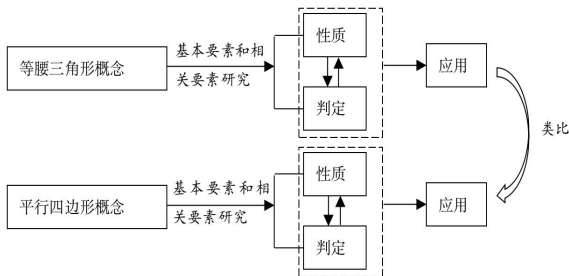 等腰三角形概念
基本要素和相
关要素研究
性质
判定
应用
类比
平行四边形概念
基本要素和相
关要素研究
性质
判定
应用